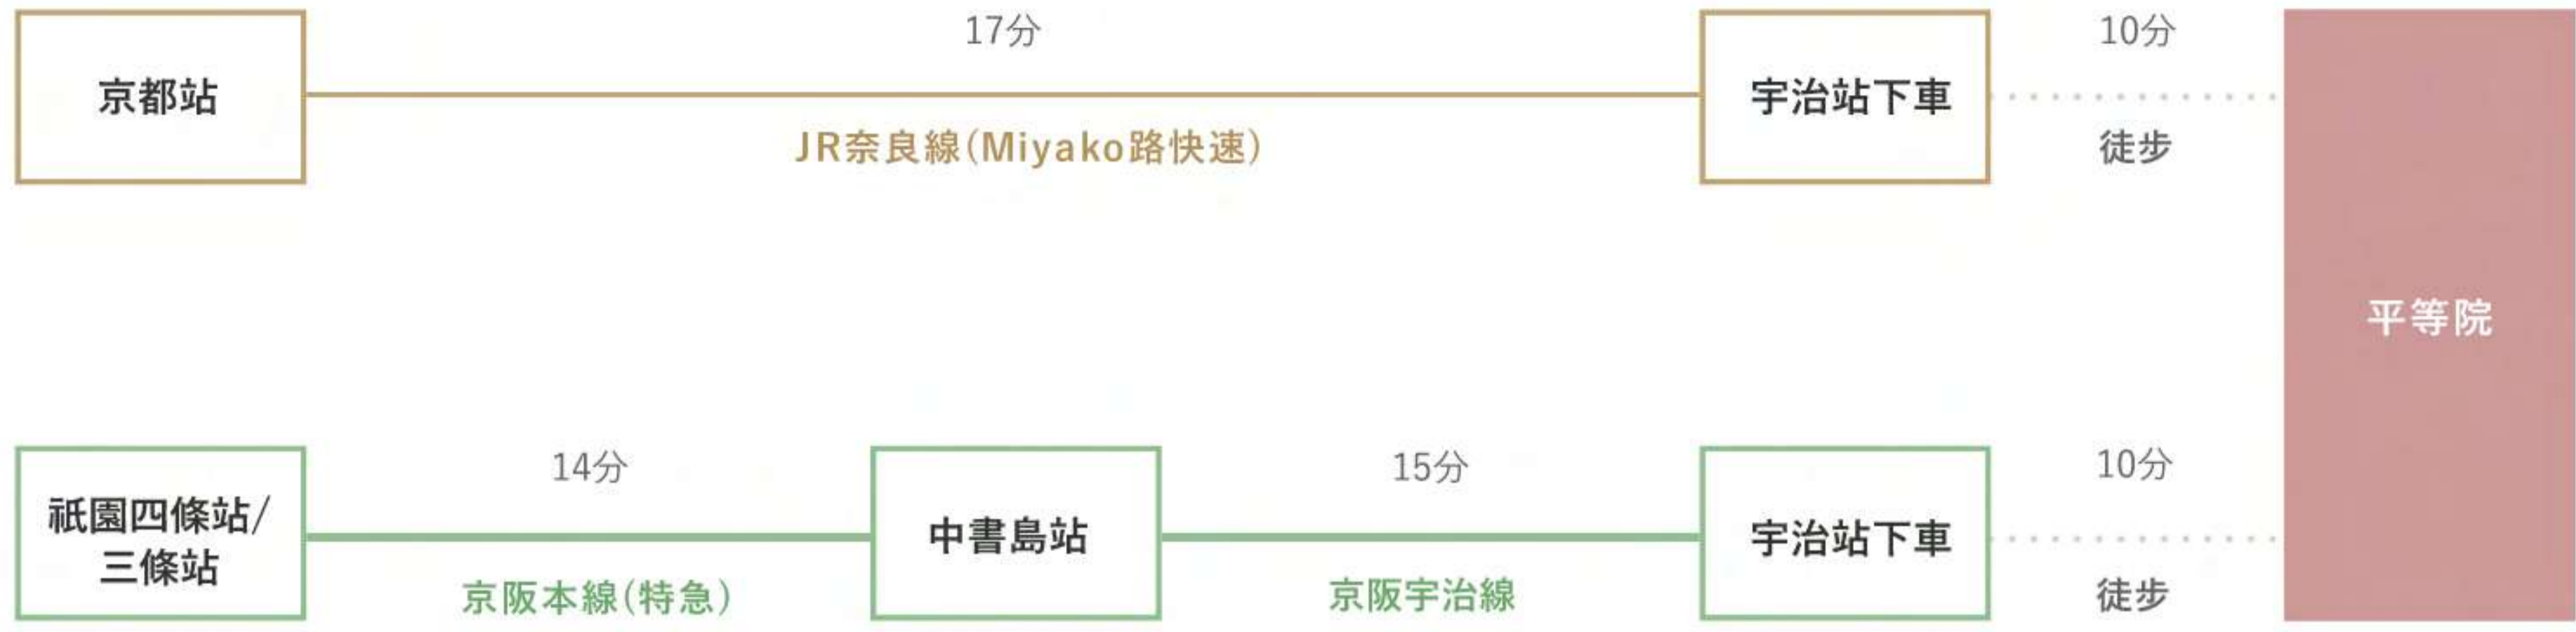 17分
10分
京都站
宇治站下車
JR奈良線(Miyako路快速)
徒步
平等院
14分
15分
10分
祇園四條站/
三條站
中書島站
宇治站下車
京阪本線(特急)
京阪宇治線
徒步